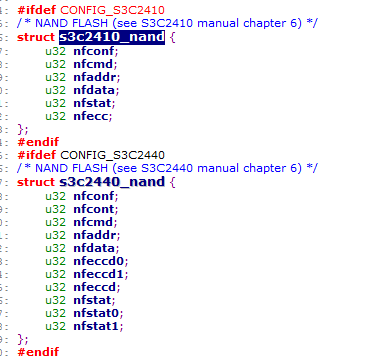 #ifdef CONFIG_S3C2410
/* NAND FLASH (see S3C2410 manual chapter 6) */
struct s3c2410_nand {
u32 nfconf;
u32 nfcmd;
u32 nfaddr;
u32 nfdata;
u32 nfstat;
u32 nfecc;
};
#endif
#ifdef CONFIG_S3C2440
/* NAND FLASH (see S3C2440 manual chapter 6) */
struct s3c2440_nand {
u32 nfconf;
u32 nfcont;
u32 nfcmd;
u32 nfaddr;
u32 nfdata;
u32 nfeccd0;
u32 nfeccd1;
u32 nfeccd;
u32 nfstat;
u32 nfstat0;
u32 nfstat1;
};
#endif